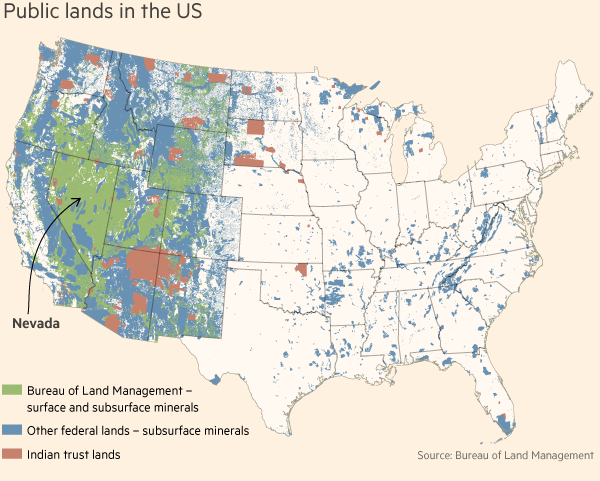 Public lands in the US
Nevada
Bureau of Land Management –
surface and subsurface minerals
Other federal lands – subsurface minerals
Indian trust lands
Source: Bureau of Land Management